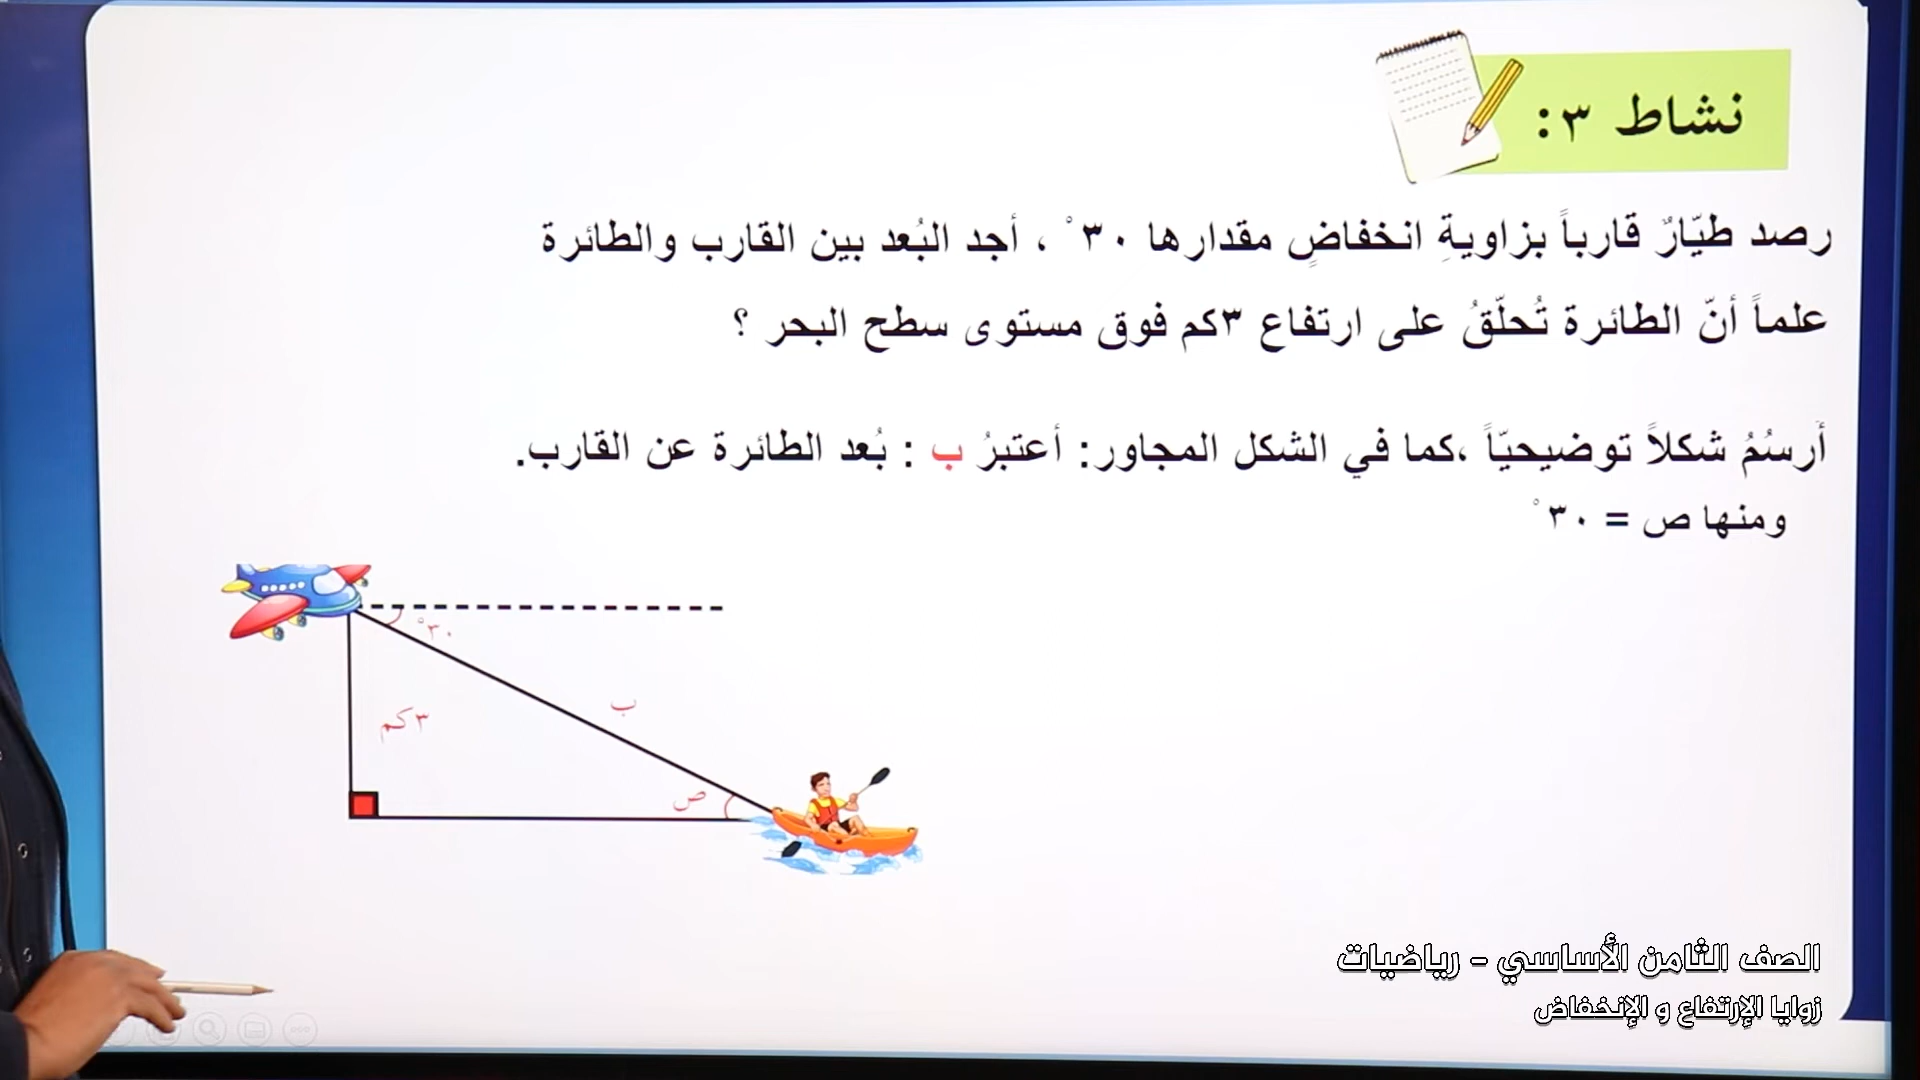 نشاط ٣:
رصد طيّارٌ قارباً بزاويةِ انخفاضٍ مقدارها ٣٠° ، أجد البُعد بين القارب والطائرة
علماً أنّ الطائرة تُحلّقُ على ارتفاع ٣كم فوق مستوى سطح البحر ؟
أرسُمُ شكلاً توضيحيّاً ،كما في الشكل المجاور: أعتبرُ ب : بُعد الطائرة عن القارب.
ومنها ص = ٣٠°
٣٠°
ب
٣كم
ص
الصف الثامن الأساسي - رياضيات
زوايا الإرتفاع و الإنخفاض